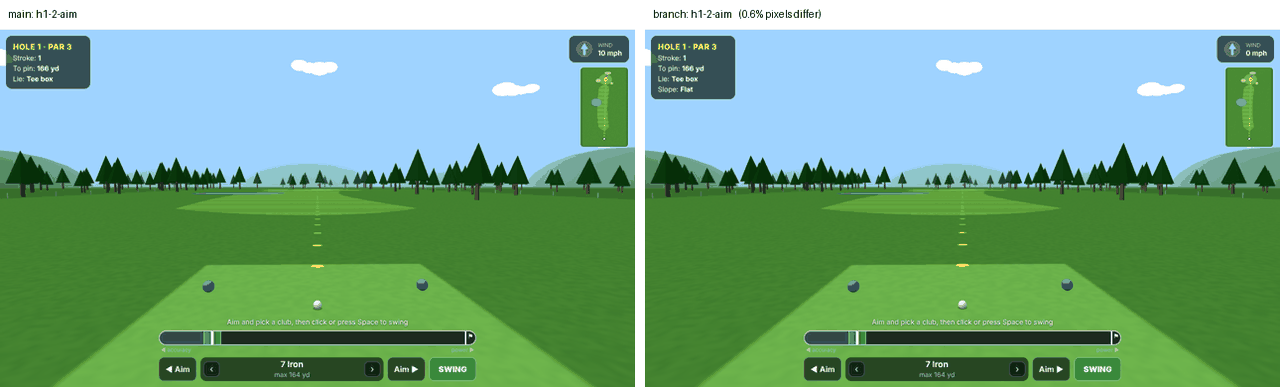 main: h1-2-aim
HOLE 1 · PAR 3
Stroke: 1
To pin: 166 yd
Lie: Tee box
WIND
10 mph
Aim and pick a club, then click or press Space to swing
◀ Aim
‹
7 Iron
max 164 yd
›
Aim ▶
SWING
branch: h1-2-aim (0.6% pixels differ)
HOLE 1 · PAR 3
Stroke: 1
To pin: 166 yd
Lie: Tee box
Slope: Flat
WIND
0 mph
Aim and pick a club, then click or press Space to swing
◀ Aim
‹
7 Iron
max 164 yd
›
Aim ▶
SWING